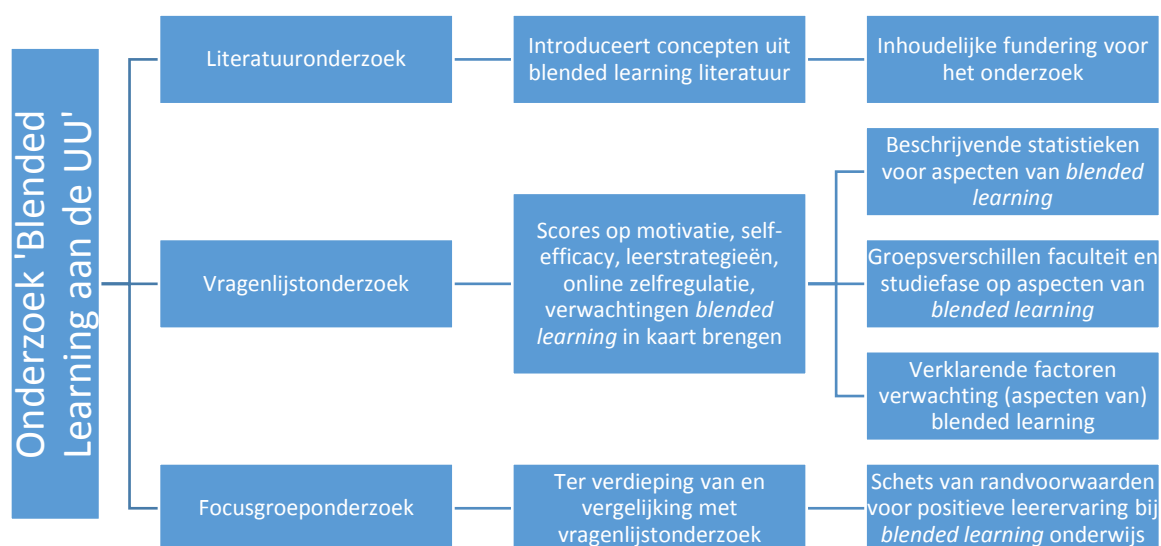 Onderzoek 'Blended
Learning aan de UU'
Literatuuronderzoek
Introduceert concepten uit
blended learning literatuur
Inhoudelijke fundering voor
het onderzoek
Vragenlijstonderzoek
Scores op motivatie, self-
efficacy, leerstrategieën,
online zelfregulatie,
verwachtingen blended
learning in kaart brengen
Beschrijvende statistieken
voor aspecten van blended
learning
Groepsverschillen faculteit en
studiefase op aspecten van
blended learning
Verklarende factoren
verwachting (aspecten van)
blended learning
Focusgroeponderzoek
Ter verdieping van en
vergelijking met
vragenlijstonderzoek
Schets van randvoorwaarden
voor positieve leerervaring bij
blended learning onderwijs